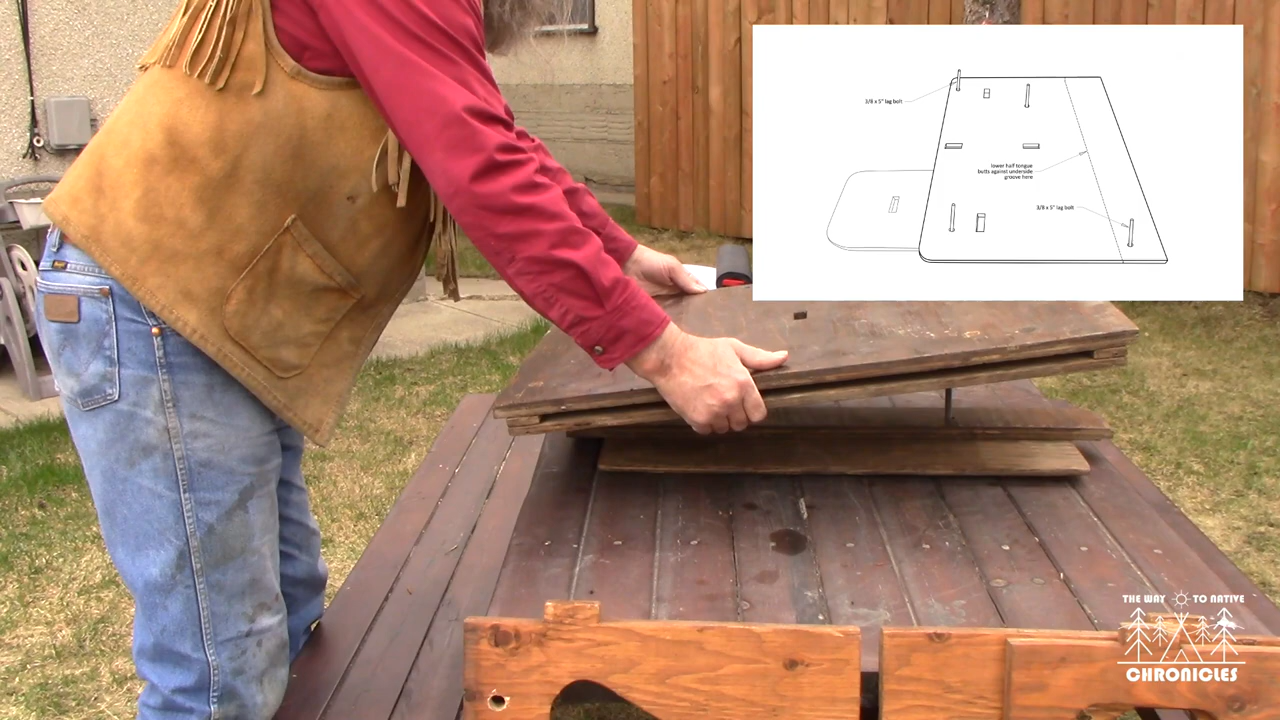 3/8 x 5" lag bolt
lower half tongue
butts against underside
groove here
3/8 x 5" lag bolt
THE WAY TO NATIVE
CHRONICLES